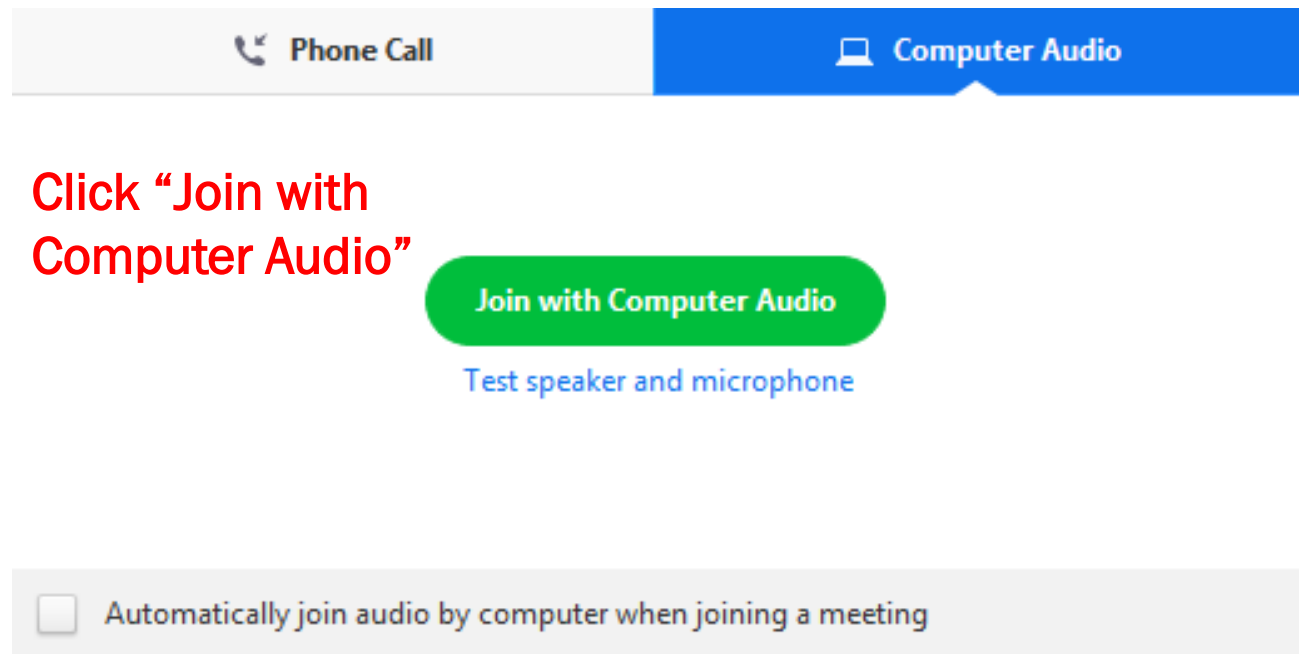 Phone Call
Computer Audio
Click “Join with
Computer Audio”
Join with Computer Audio
Test speaker and microphone
Automatically join audio by computer when joining a meeting